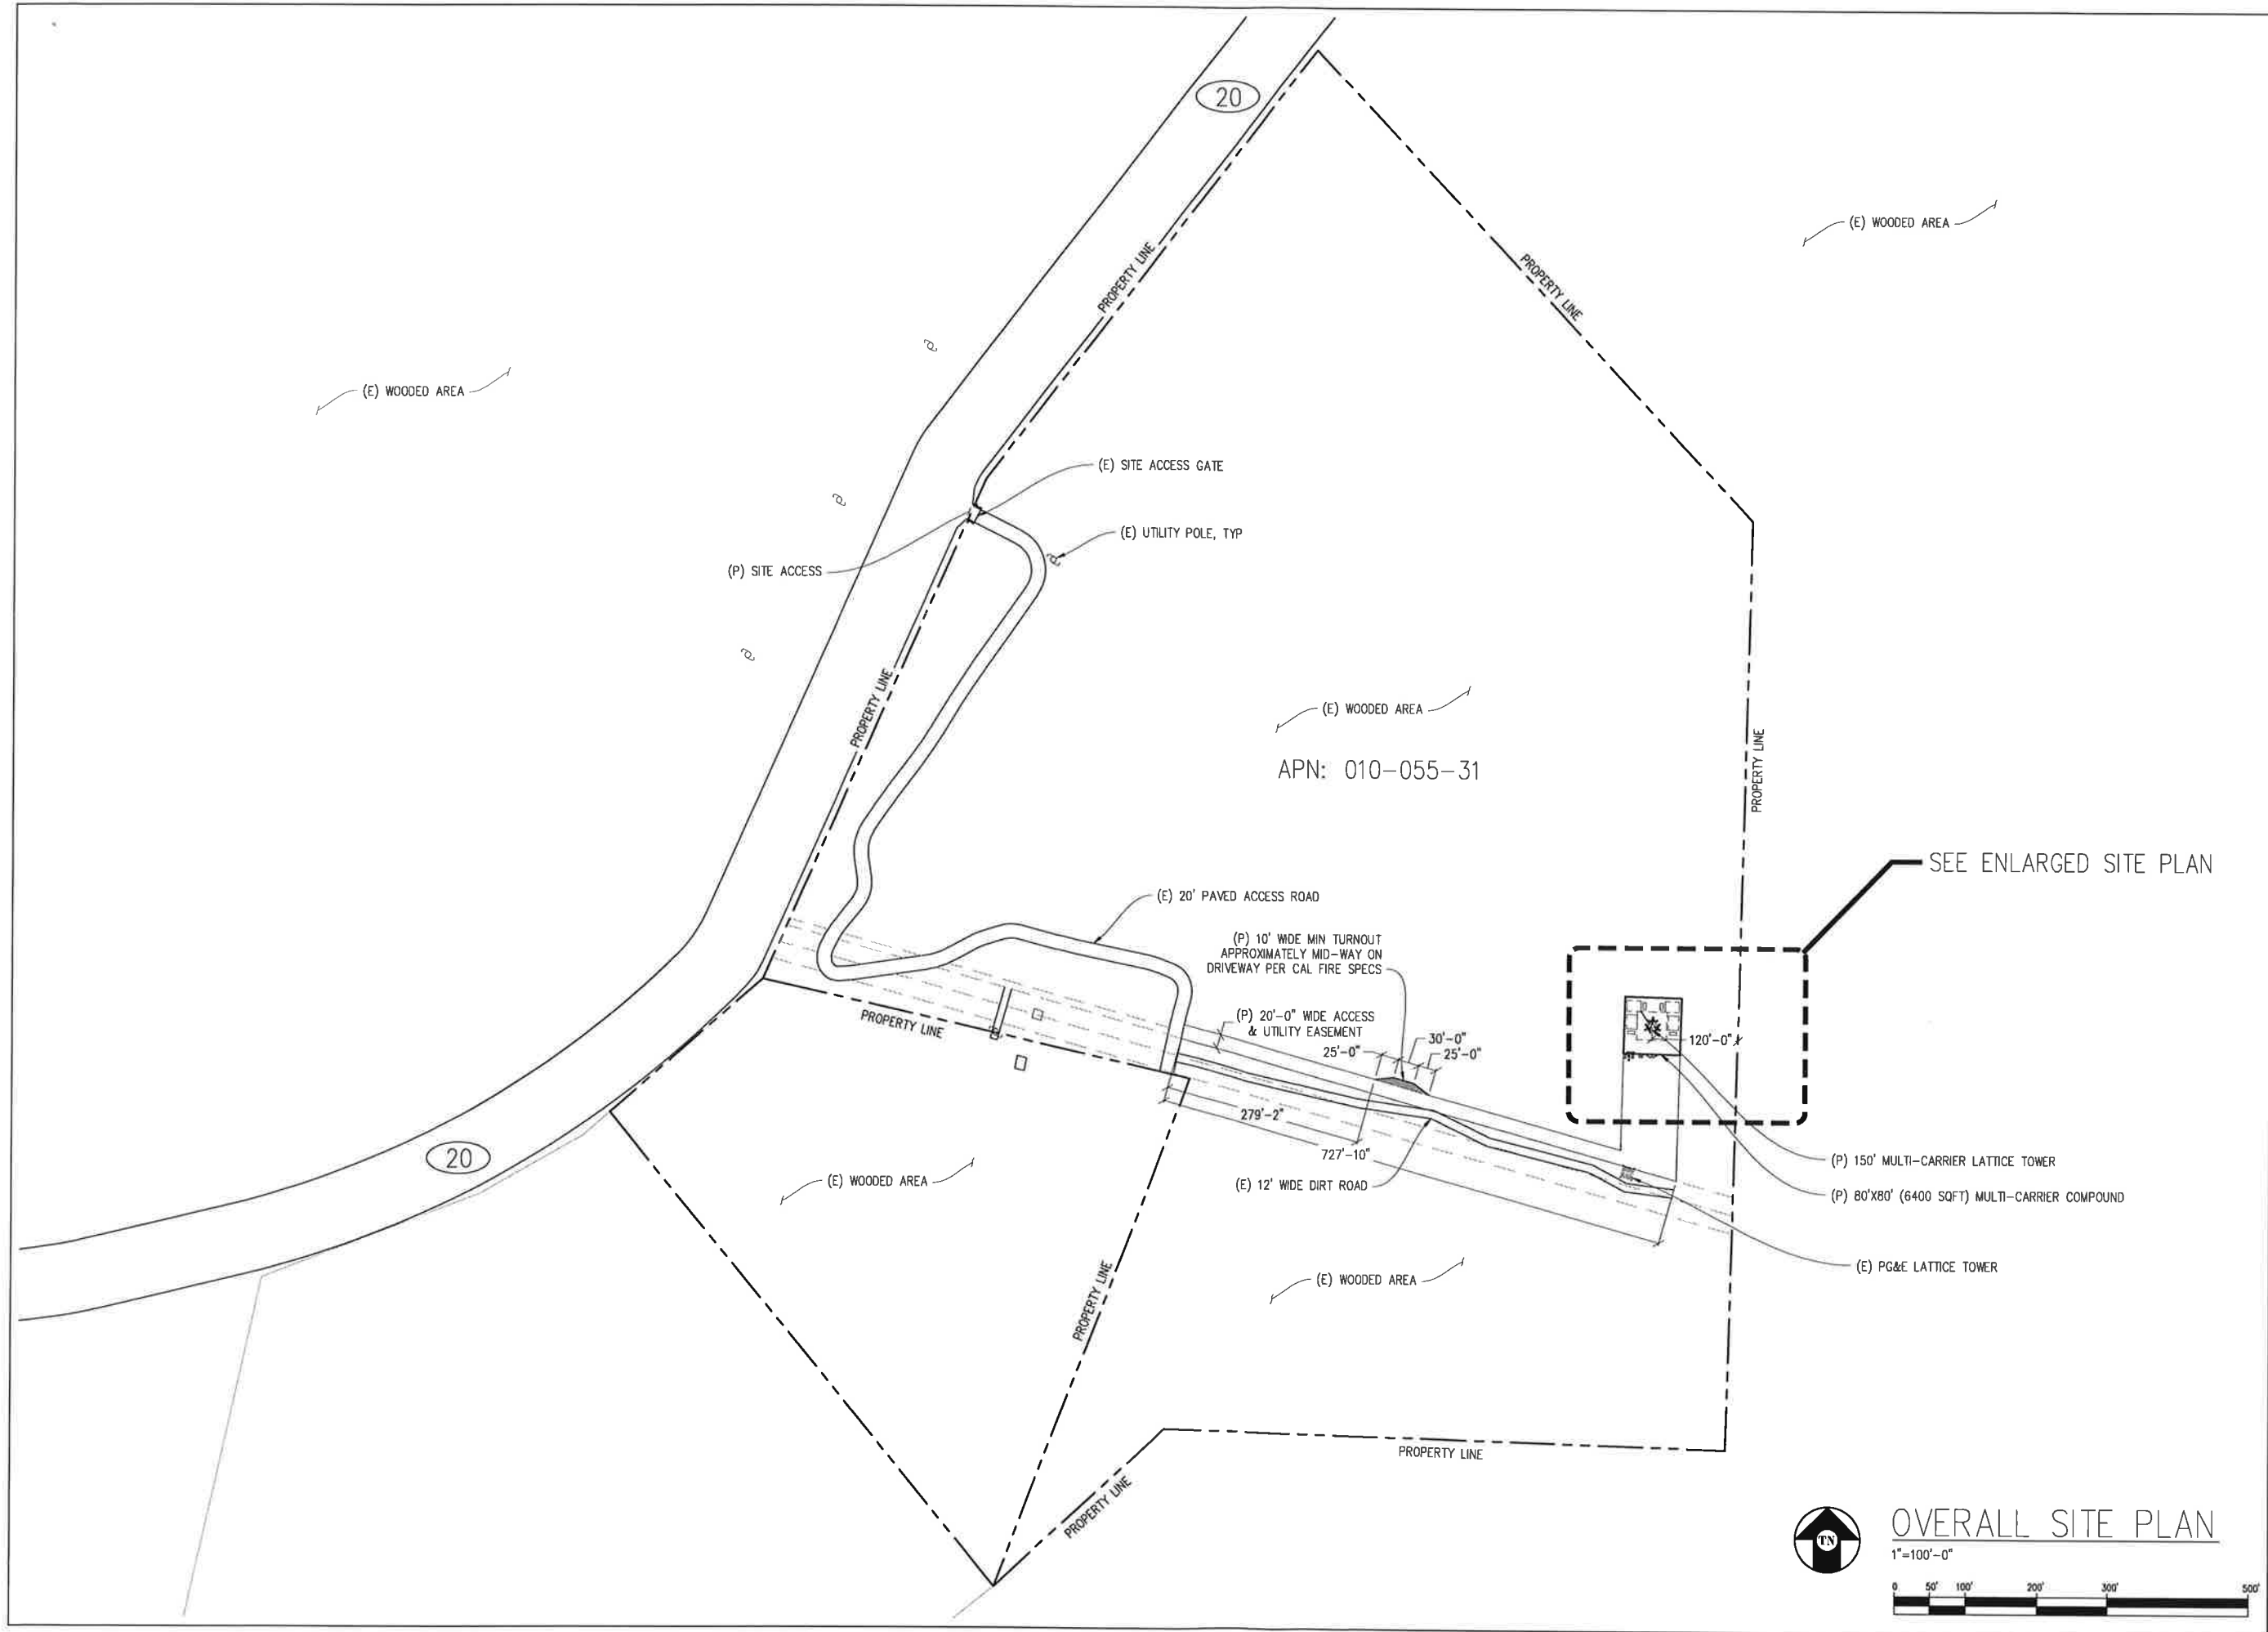 20
PROPERTY LINE
PROPERTY LINE
(E) WOODED AREA
(E) WOODED AREA
(E) SITE ACCESS GATE
(E) UTILITY POLE, TYP
(P) SITE ACCESS
PROPERTY LINE
(E) WOODED AREA
APN: 010-055-31
PROPERTY LINE
SEE ENLARGED SITE PLAN
(E) 20' PAVED ACCESS ROAD
(P) 10' WIDE MIN TURNOUT
APPROXIMATELY MID-WAY ON
DRIVEWAY PER CAL FIRE SPECS
PROPERTY LINE
(P) 20'-0" WIDE ACCESS
& UTILITY EASEMENT
25'-0"
30'-0"
25'-0"
120'-0"
279'-2"
727'-10"
20
(E) WOODED AREA
(E) 12' WIDE DIRT ROAD
(P) 150' MULTI-CARRIER LATTICE TOWER
(P) 80'X80' (6400 SQFT) MULTI-CARRIER COMPOUND
(E) PG&E LATTICE TOWER
(E) WOODED AREA
PROPERTY LINE
PROPERTY LINE
PROPERTY LINE
TN
OVERALL SITE PLAN
1"=100'-0"
0 50' 100' 200' 300' 500'